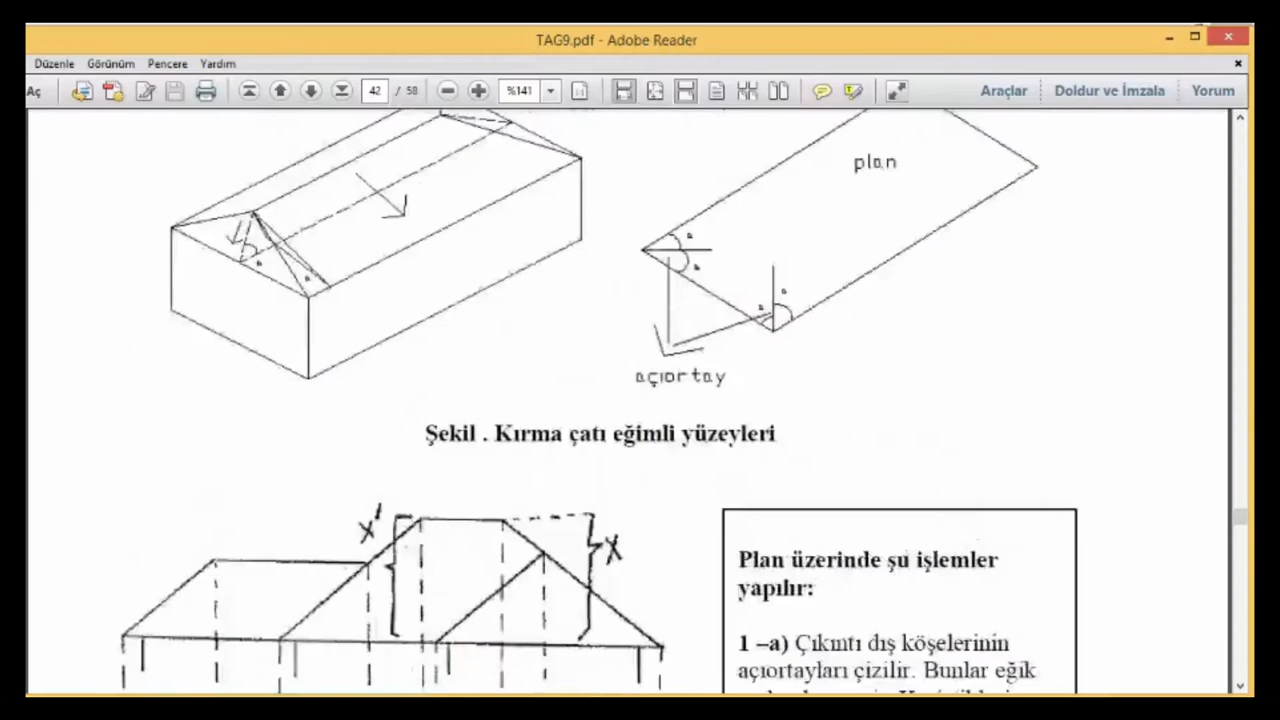 TAG9.pdf - Adobe Reader
Düzenle Görünüm Pencere Yardım
Aç 42 / 58 %141 Araçlar Doldur ve İmzala Yorum
plan
açıortay
Şekil . Kırma çatı eğimli yüzeyleri
x' x
Plan üzerinde şu işlemler
yapılır:
1 –a) Çıkıntı dış köşelerinin
açıortayları çizilir. Bunlar eğik